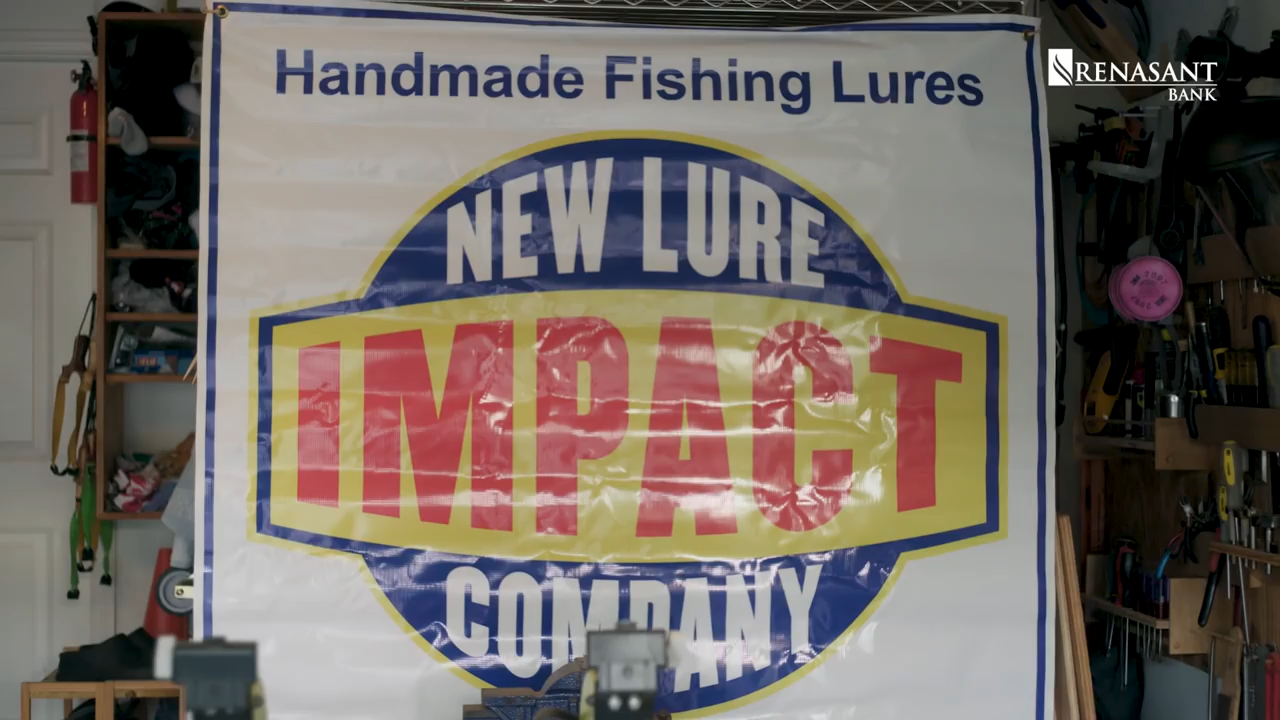 Handmade Fishing Lures
RENASANT
BANK
NEW LURE
IMPACT
COMPANY